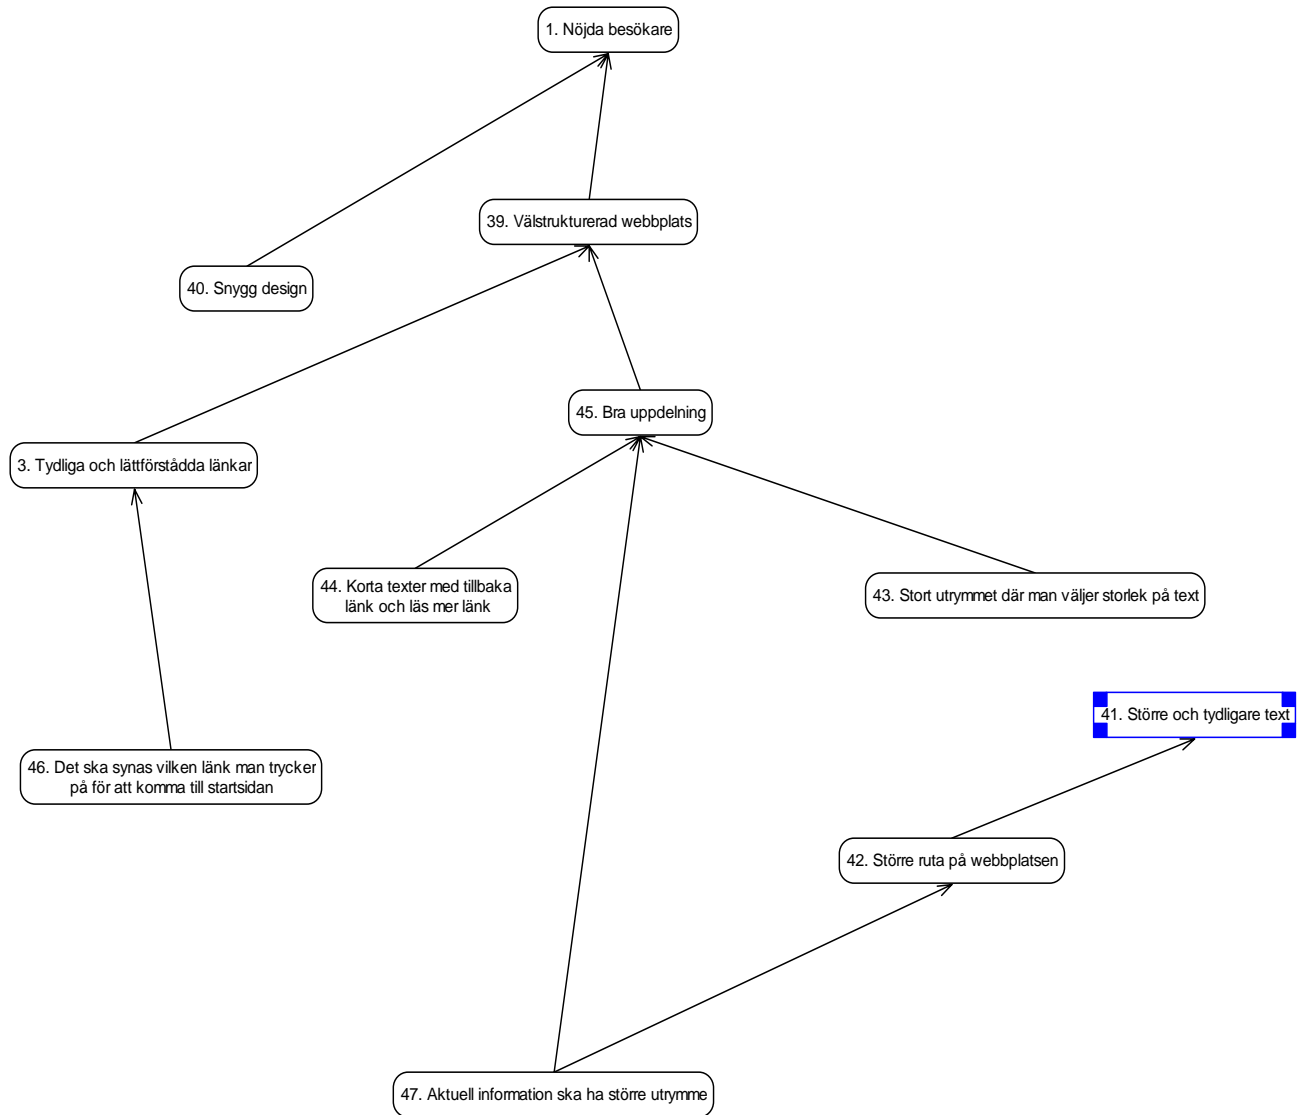 1. Nöjda besökare
39. Välstrukturerad webbplats
40. Snygg design
45. Bra uppdelning
3. Tydliga och lättförstådda länkar
44. Korta texter med tillbaka
länk och läs mer länk
43. Stort utrymmet där man väljer storlek på text
41. Större och tydligare text
46. Det ska synas vilken länk man trycker
på för att komma till startsidan
42. Större ruta på webbplatsen
47. Aktuell information ska ha större utrymme